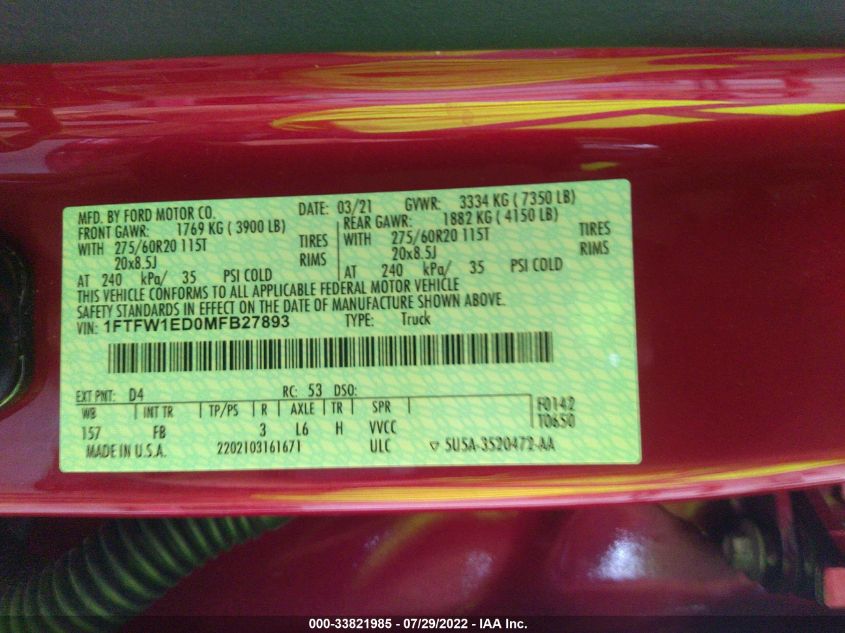 MFD. BY FORD MOTOR CO. DATE: 03/21 GVWR: 3334 KG (7350 LB)
FRONT GAWR: 1769 KG (3900 LB) REAR GAWR: 1882 KG (4150 LB)
WITH 275/60R20 115T TIRES WITH 275/60R20 115T TIRES
20x8.5J RIMS 20x8.5J RIMS
AT 240 kPa/ 35 PSI COLD AT 240 kPa/ 35 PSI COLD
THIS VEHICLE CONFORMS TO ALL APPLICABLE FEDERAL MOTOR VEHICLE
SAFETY STANDARDS IN EFFECT ON THE DATE OF MANUFACTURE SHOWN ABOVE.
VIN: 1FTFW1ED0MFB27893 TYPE: Truck
EXT PNT: D4 RC: 53 DSO:
WB INT TR TP/PS R AXLE TR SPR F0142
157 FB 3 L6 H VVCC T0650
MADE IN U.S.A. 2202103161671 ULC ▽ 5U5A-3520472-AA
000-33821985 - 07/29/2022 - IAA Inc.